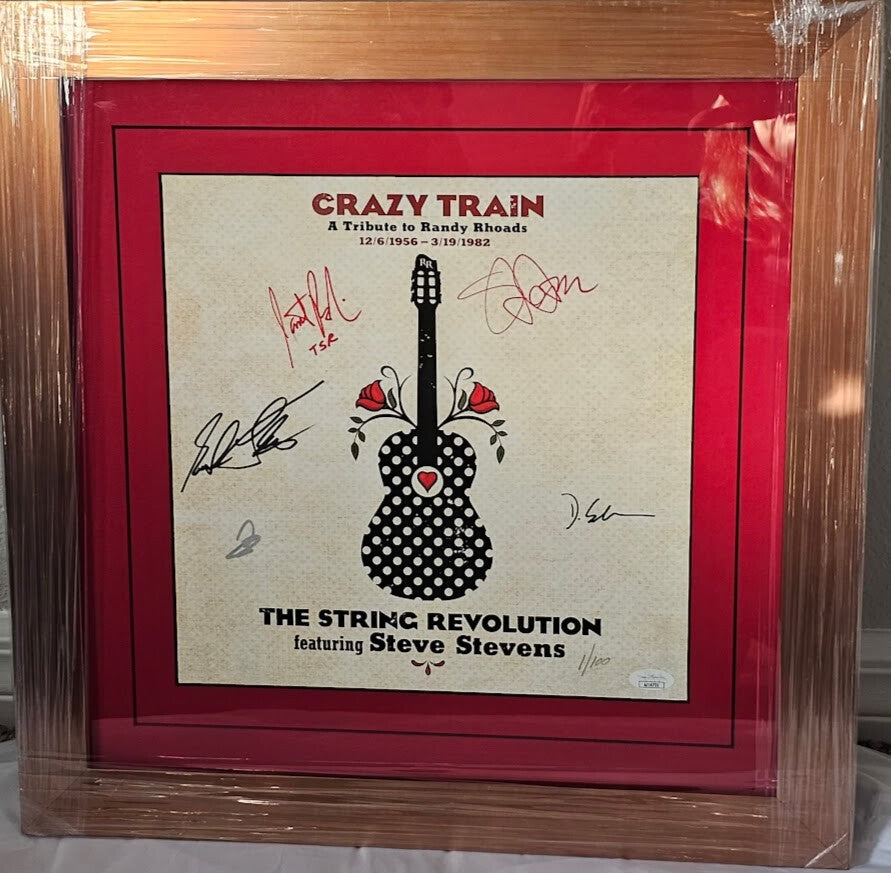 CRAZY TRAIN
A Tribute to Randy Rhoads
12/6/1956 – 3/19/1982
RR
TSR
THE STRING REVOLUTION
featuring Steve Stevens
1/100